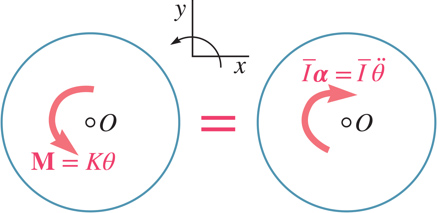 y
x
O
M = Kθ
=
Īα = Ī θ̈
O